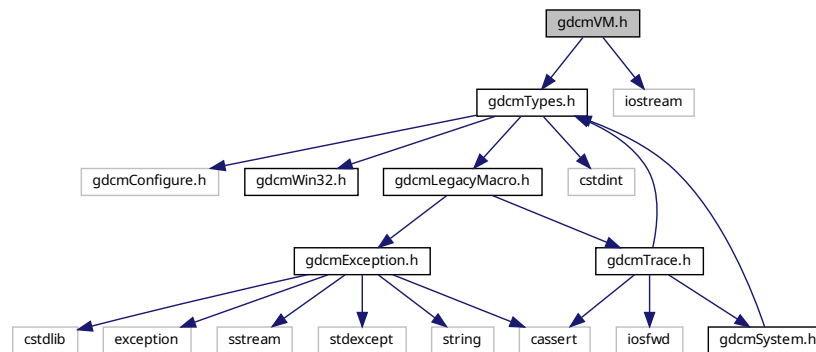 gdcmVM.h
gdcmTypes.h
iostream
gdcmConfigure.h
gdcmWin32.h
gdcmLegacyMacro.h
cstdint
gdcmException.h
gdcmTrace.h
cstdlib
exception
sstream
stdexcept
string
cassert
iosfwd
gdcmSystem.h